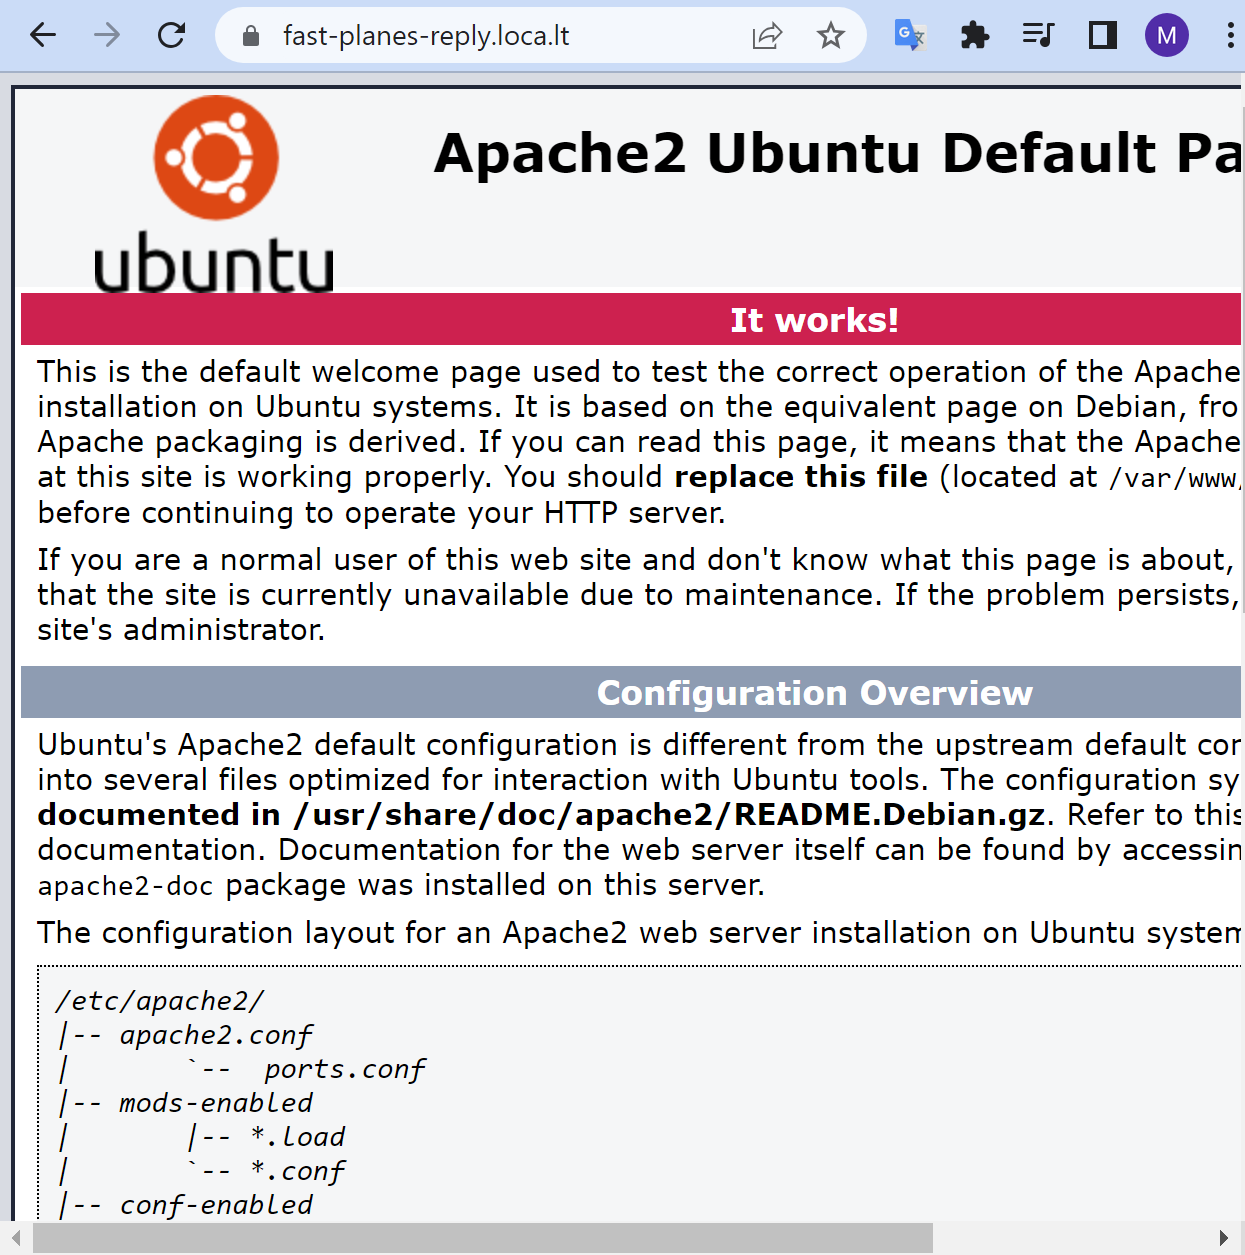 fast-planes-reply.loca.lt
M
ubuntu
Apache2 Ubuntu Default Pa
It works!
This is the default welcome page used to test the correct operation of the Apache
installation on Ubuntu systems. It is based on the equivalent page on Debian, fro
Apache packaging is derived. If you can read this page, it means that the Apache
at this site is working properly. You should replace this file (located at /var/www/
before continuing to operate your HTTP server.
If you are a normal user of this web site and don't know what this page is about,
that the site is currently unavailable due to maintenance. If the problem persists,
site's administrator.
Configuration Overview
Ubuntu's Apache2 default configuration is different from the upstream default con
into several files optimized for interaction with Ubuntu tools. The configuration sy
documented in /usr/share/doc/apache2/README.Debian.gz. Refer to this
documentation. Documentation for the web server itself can be found by accessin
apache2-doc package was installed on this server.
The configuration layout for an Apache2 web server installation on Ubuntu system
/etc/apache2/
|-- apache2.conf
|       `--  ports.conf
|-- mods-enabled
|       |-- *.load
|       `-- *.conf
|-- conf-enabled